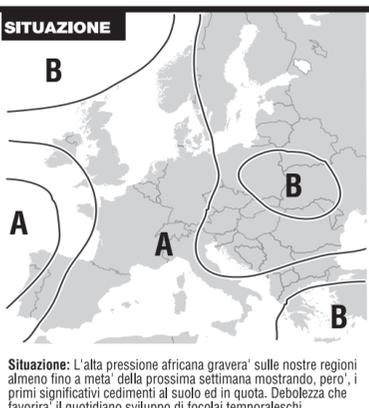 SITUAZIONE
B
A
A
B
B
Situazione: L'alta pressione africana gravera' sulle nostre regioni
almeno fino a meta' della prossima settimana mostrando, pero', i
primi significativi cedimenti al suolo ed in quota. Debolezza che
favorira' il quotidiano sviluppo di focolai temporaleschi